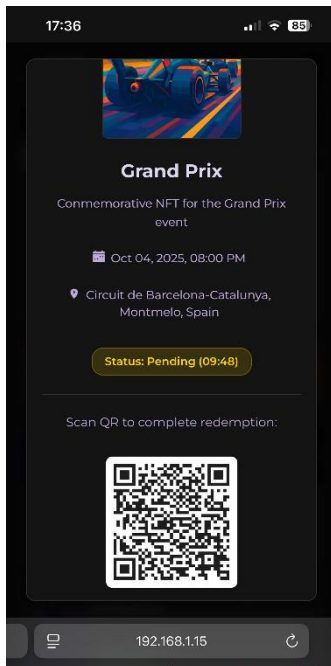 17:36
85
Grand Prix
Conmemorative NFT for the Grand Prix
event
Oct 04, 2025, 08:00 PM
Circuit de Barcelona-Catalunya,
Montmelo, Spain
Status: Pending (09:48)
Scan QR to complete redemption:
192.168.1.15